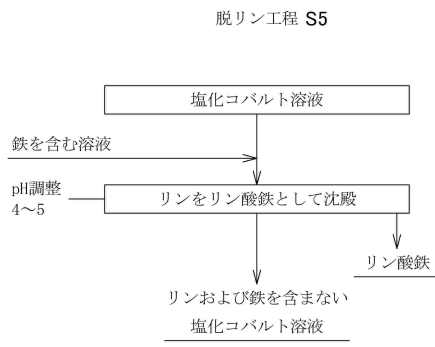 脱リン工程 S5
塩化コバルト溶液
鉄を含む溶液
pH調整
4~5
リンをリン酸鉄として沈殿
リン酸鉄
リンおよび鉄を含まない
塩化コバルト溶液